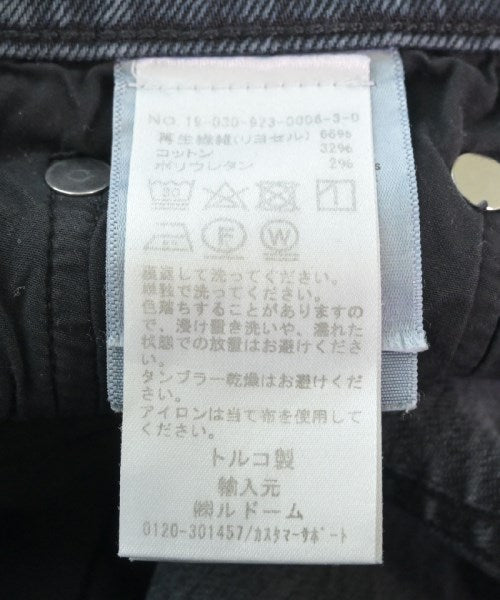 NO.19-030-923-0006-3-0
再生繊維(リヨセル) 66%
コットン 32%
ポリウレタン 2%
s
30
F W
裏返して洗ってください。
単独で洗ってください。
色落ちすることがありますので
で、浸け置き洗いや、濡れた
状態での放置はお避けください。
タンブラー乾燥はお避けください。
アイロンは当て布を使用してください。
トルコ製
輸入元
㈱ルドーム
0120-301457/カスタマーサポート